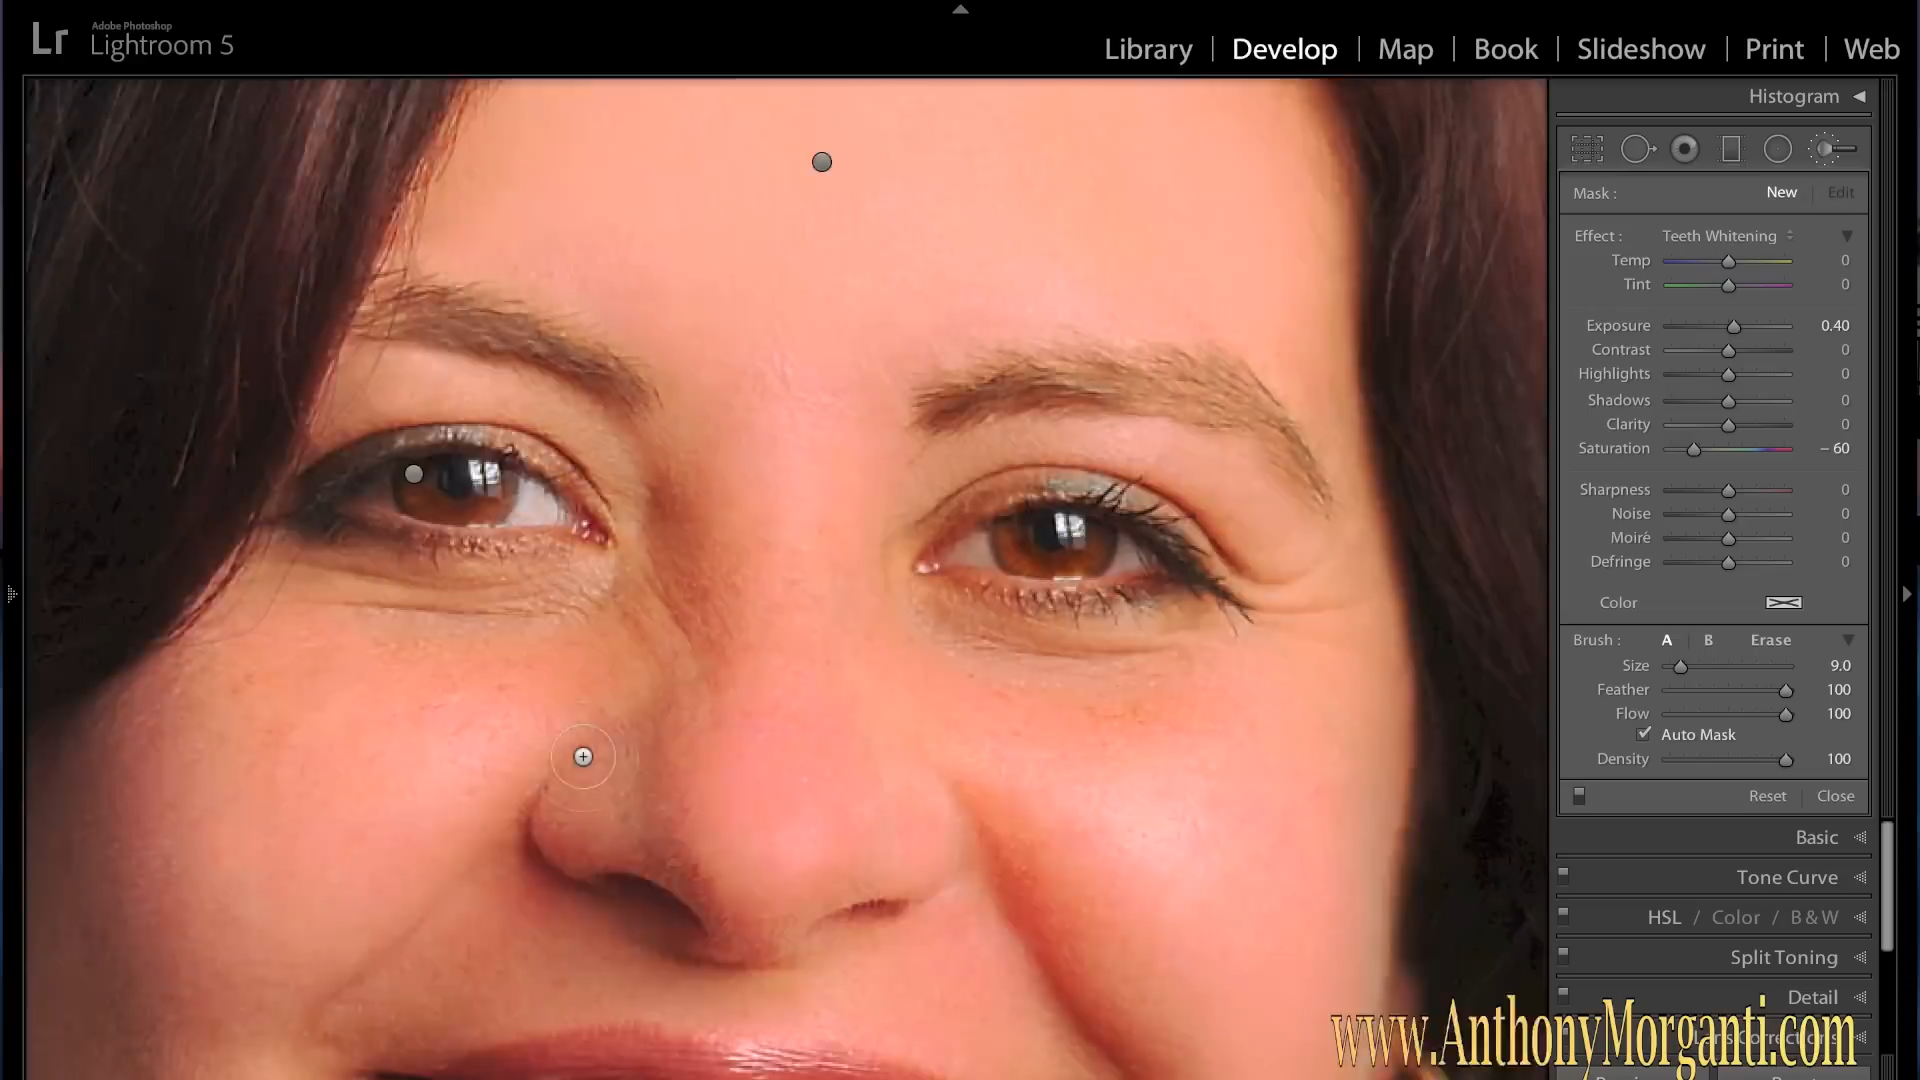 Lr Adobe Photoshop
Lightroom 5
Library | Develop | Map | Book | Slideshow | Print | Web
Histogram
Mask : New | Edit
Effect : Teeth Whitening
Temp 0
Tint 0
Exposure 0.40
Contrast 0
Highlights 0
Shadows 0
Clarity 0
Saturation – 60
Sharpness 0
Noise 0
Moiré 0
Defringe 0
Color
Brush : A | B Erase
Size 9.0
Feather 100
Flow 100
Auto Mask
Density 100
Reset | Close
Basic
Tone Curve
HSL / Color / B & W
Split Toning
Detail
Lens Corrections
www.AnthonyMorganti.com